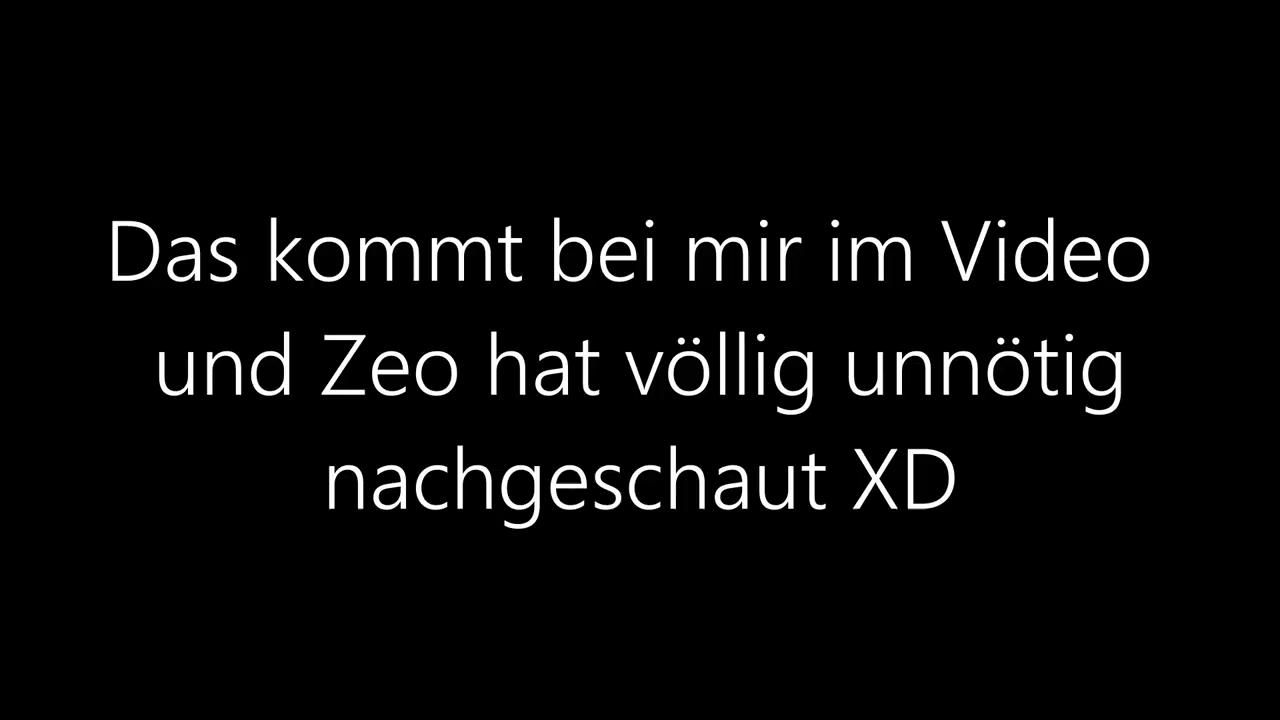 Das kommt bei mir im Video
und Zeo hat völlig unnötig
nachgeschaut XD